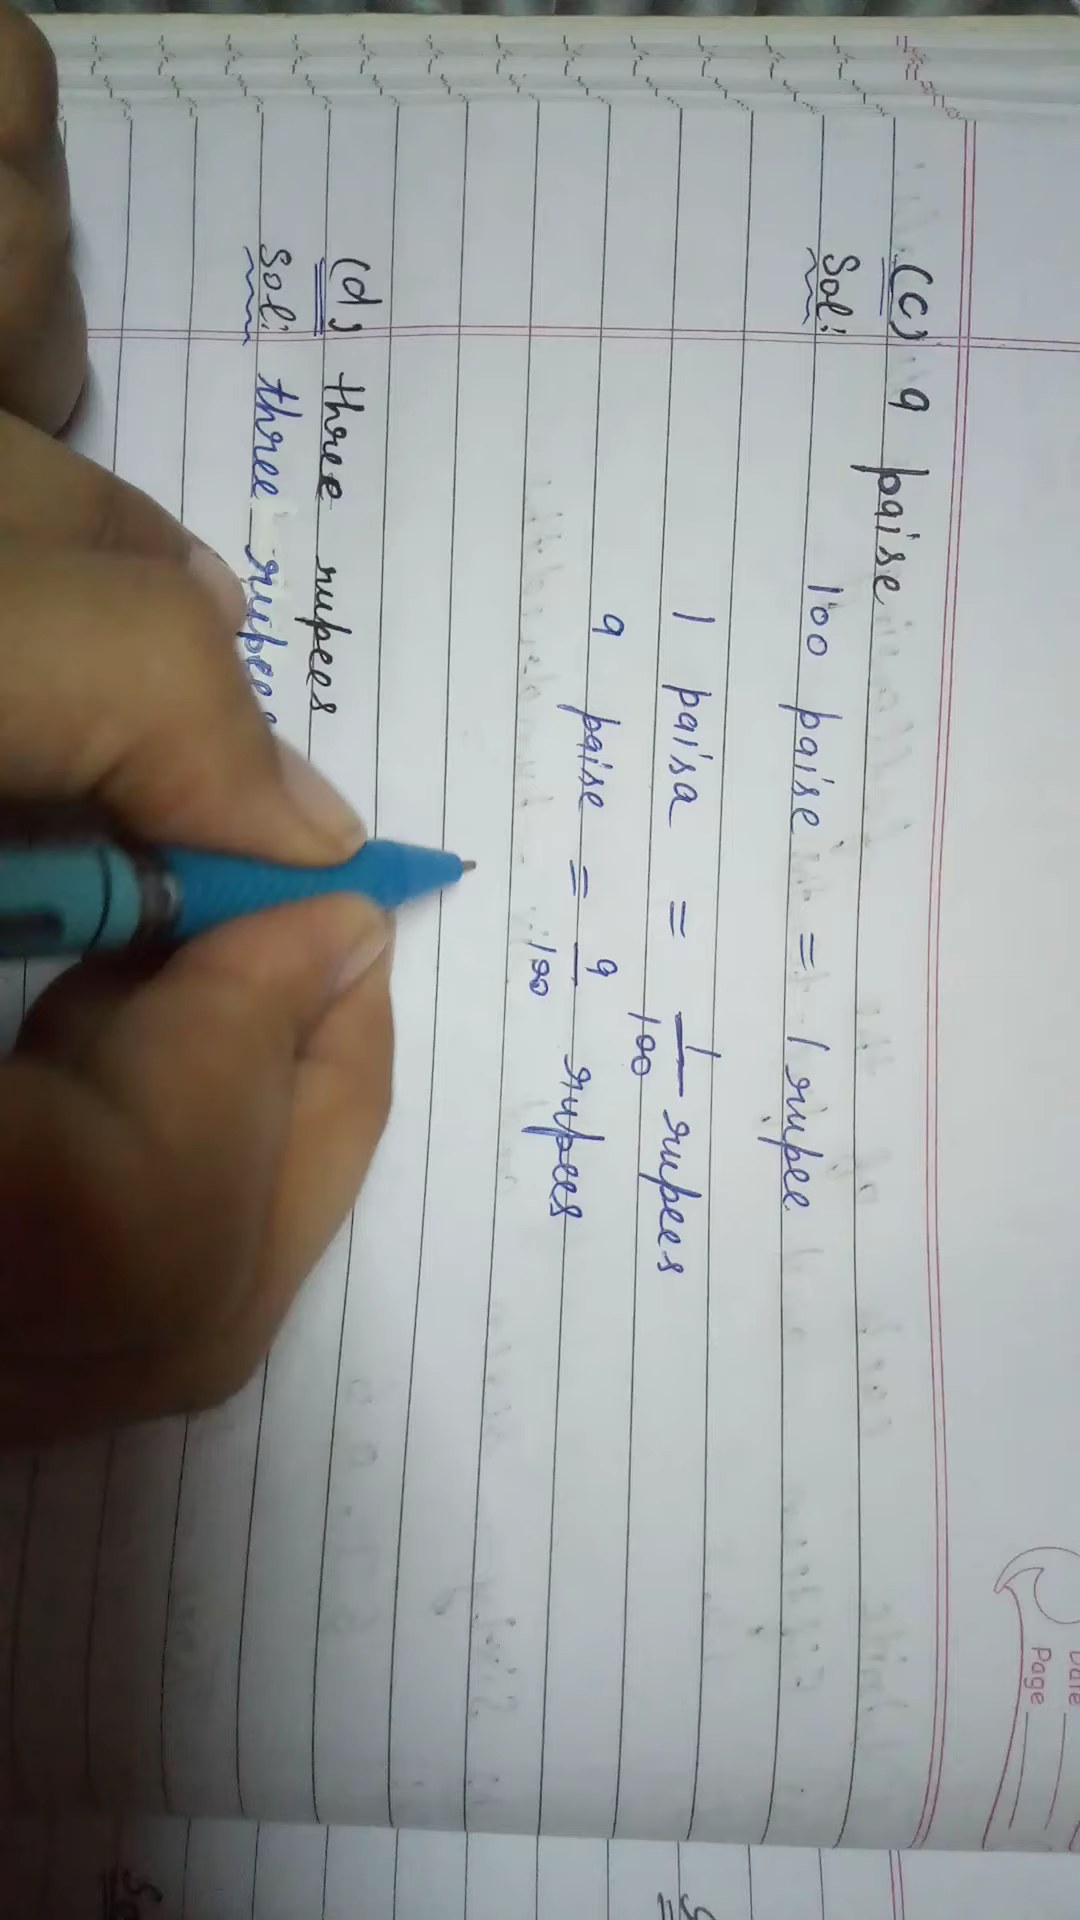 Date
Page
(c) 9 paise
Sol:
100 paise = 1 rupee
1 paisa = 1/100 rupees
9 paise = 9/100 rupees
(d) three rupees
Sol: three rupees